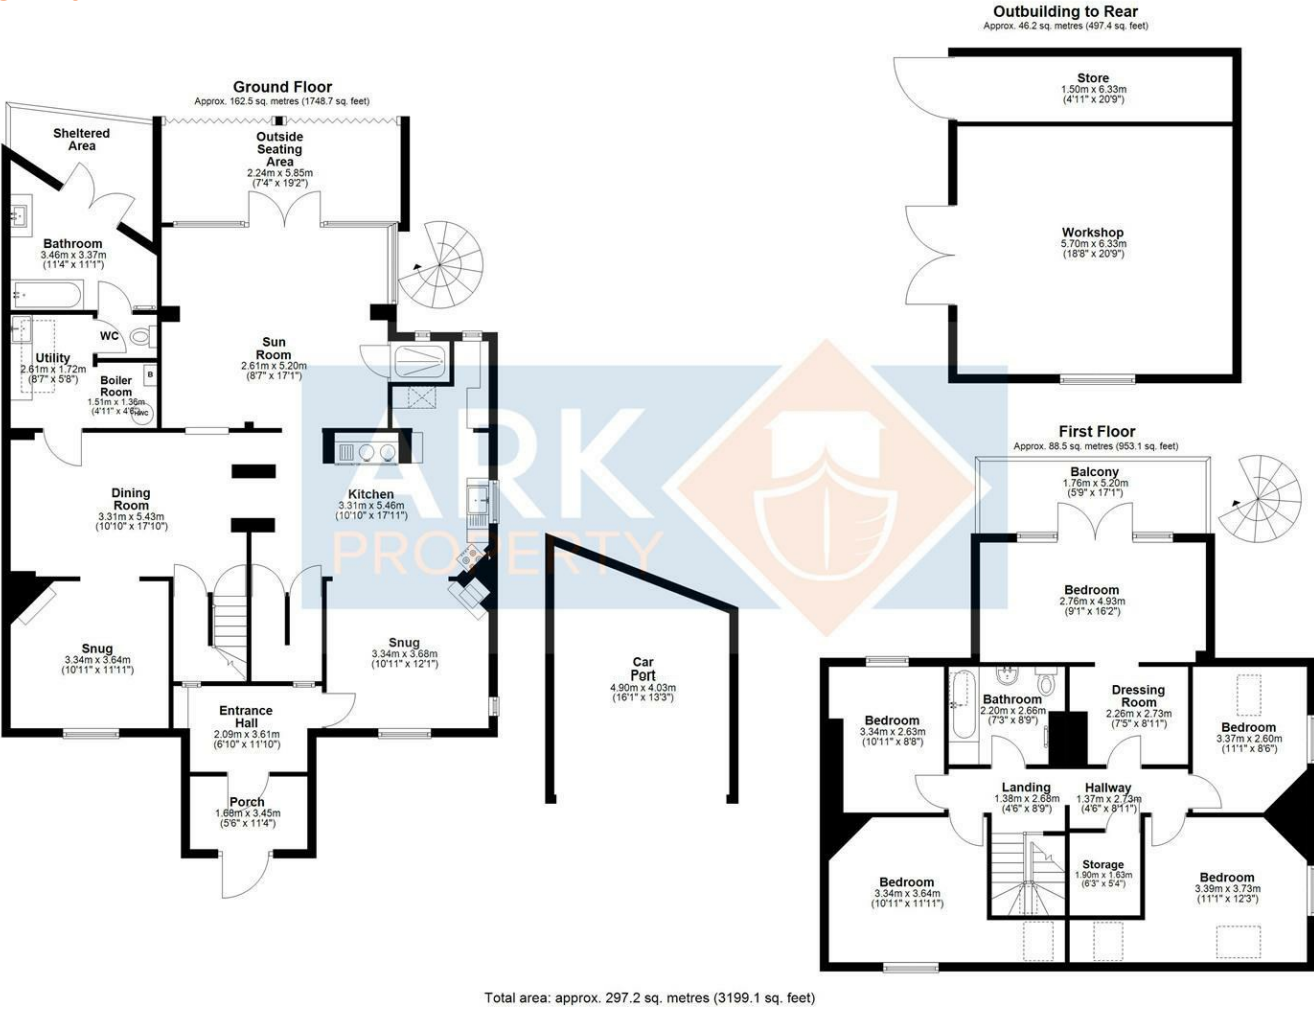 Outbuilding to Rear
Approx. 46.2 sq. metres (497.4 sq. feet)
Store
1.50m x 6.33m
(4'11" x 20'9")
Workshop
5.70m x 6.33m
(18'8" x 20'9")
Ground Floor
Approx. 162.5 sq. metres (1748.7 sq. feet)
Sheltered
Area
Outside
Seating
Area
2.24m x 5.85m
(7'4" x 19'2")
Bathroom
3.46m x 3.37m
(11'4" x 11'1")
WC
Utility
2.61m x 1.72m
(8'7" x 5'8")
Boiler
Room
1.51m x 1.36m
(4'11" x 4'6")
B
HWC
Sun
Room
2.61m x 5.20m
(8'7" x 17'1")
Dining
Room
3.31m x 5.43m
(10'10" x 17'10")
Kitchen
3.31m x 5.46m
(10'10" x 17'11")
Snug
3.34m x 3.64m
(10'11" x 11'11")
Snug
3.34m x 3.68m
(10'11" x 12'1")
Entrance
Hall
2.09m x 3.61m
(6'10" x 11'10")
Porch
1.68m x 3.45m
(5'6" x 11'4")
Car
Port
4.90m x 4.03m
(16'1" x 13'3")
ARK
PROPERTY
First Floor
Approx. 88.5 sq. metres (953.1 sq. feet)
Balcony
1.76m x 5.20m
(5'9" x 17'1")
Bedroom
2.76m x 4.93m
(9'1" x 16'2")
Bathroom
2.20m x 2.66m
(7'3" x 8'9")
Dressing
Room
2.26m x 2.73m
(7'5" x 8'11")
Bedroom
3.34m x 2.63m
(10'11" x 8'8")
Bedroom
3.37m x 2.60m
(11'1" x 8'6")
Landing
1.38m x 2.68m
(4'6" x 8'9")
Hallway
1.37m x 2.73m
(4'6" x 8'11")
Storage
1.90m x 1.63m
(6'3" x 5'4")
Bedroom
3.34m x 3.64m
(10'11" x 11'11")
Bedroom
3.39m x 3.73m
(11'1" x 12'3")
Total area: approx. 297.2 sq. metres (3199.1 sq. feet)